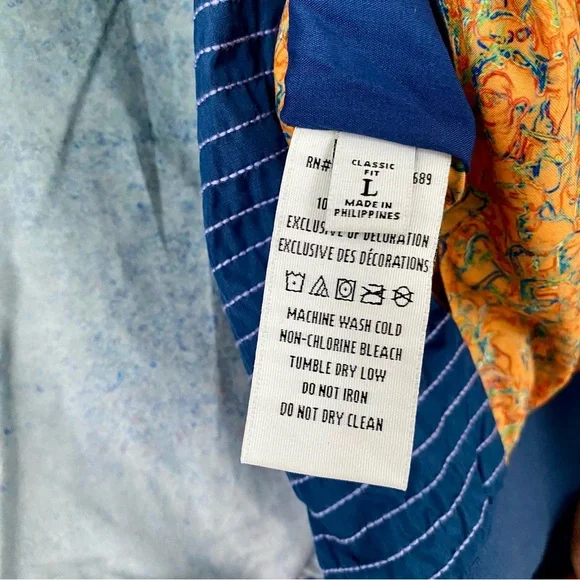 CLASSIC
FIT
L
MADE IN
PHILIPPINES
RN# 689
10
EXCLUSIVE OF DECORATION
EXCLUSIVE DES DÉCORATIONS
MACHINE WASH COLD
NON-CHLORINE BLEACH
TUMBLE DRY LOW
DO NOT IRON
DO NOT DRY CLEAN